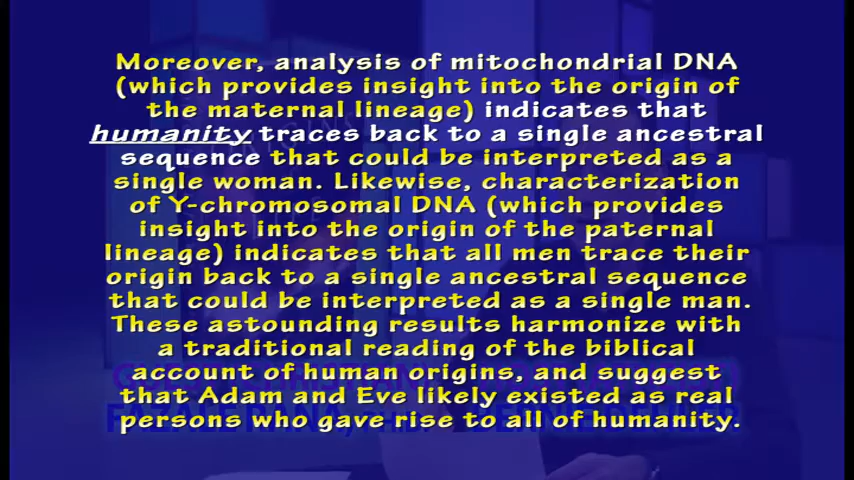 Moreover, analysis of mitochondrial DNA
(which provides insight into the origin of
the maternal lineage) indicates that
humanity traces back to a single ancestral
sequence that could be interpreted as a
single woman. Likewise, characterization
of Y-chromosomal DNA (which provides
insight into the origin of the paternal
lineage) indicates that all men trace their
origin back to a single ancestral sequence
that could be interpreted as a single man.
These astounding results harmonize with
a traditional reading of the biblical
account of human origins, and suggest
that Adam and Eve likely existed as real
persons who gave rise to all of humanity.
FAZALE RANA, PH.D.